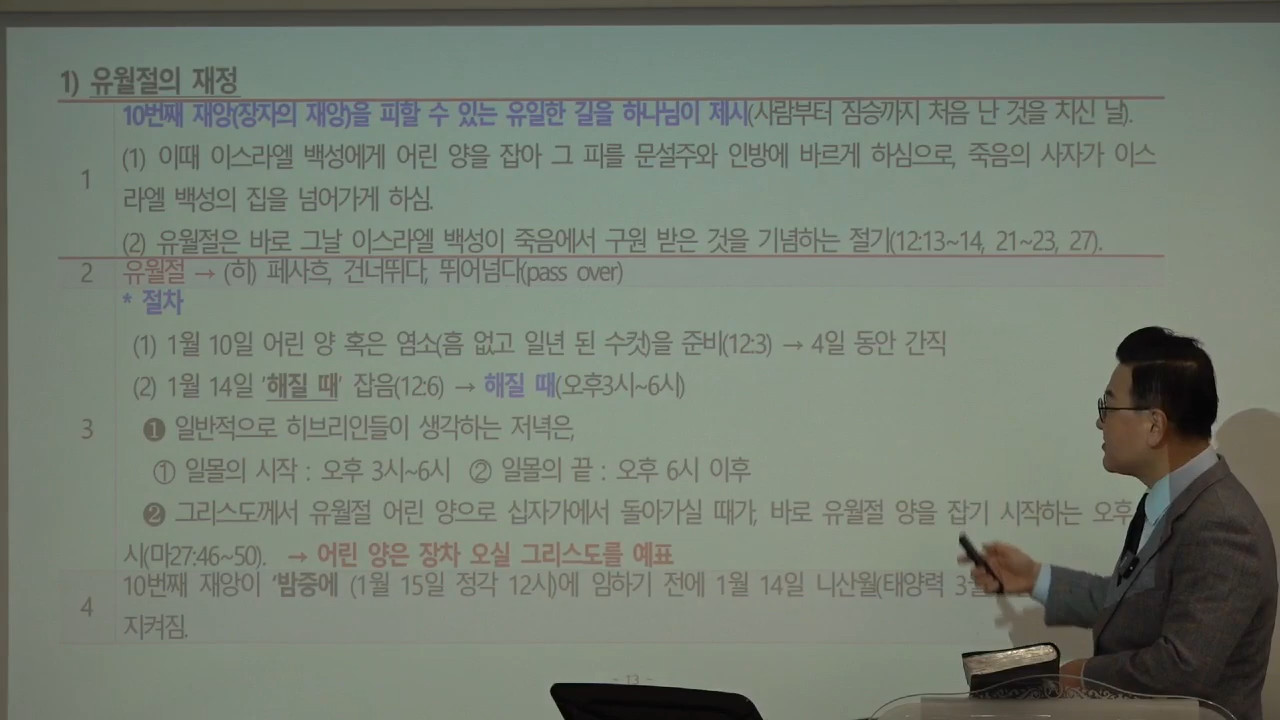 1) 유월절의 재정
10번째 재앙(장자의 재앙)을 피할 수 있는 유일한 길을 하나님이 제시(사람부터 짐승까지 처음 난 것을 치신 날).
1
(1) 이때 이스라엘 백성에게 어린 양을 잡아 그 피를 문설주와 인방에 바르게 하심으로, 죽음의 사자가 이스
라엘 백성의 집을 넘어가게 하심.
(2) 유월절은 바로 그날 이스라엘 백성이 죽음에서 구원 받은 것을 기념하는 절기(12:13~14, 21~23, 27).
2 유월절 → (히) 페사흐, 건너뛰다, 뛰어넘다(pass over)
* 절차
(1) 1월 10일 어린 양 혹은 염소(흠 없고 일년 된 수컷)을 준비(12:3) → 4일 동안 간직
(2) 1월 14일 '해질 때' 잡음(12:6) → 해질 때(오후3시~6시)
3 ❶ 일반적으로 히브리인들이 생각하는 저녁은,
① 일몰의 시작 : 오후 3시~6시 ② 일몰의 끝 : 오후 6시 이후
❷ 그리스도께서 유월절 어린 양으로 십자가에서 돌아가실 때가, 바로 유월절 양을 잡기 시작하는 오후
시(마27:46~50). → 어린 양은 장차 오실 그리스도를 예표
4 10번째 재앙이 '밤중에 (1월 15일 정각 12시)에 임하기 전에 1월 14일 니산월(태양력
지켜짐.
- 13 -